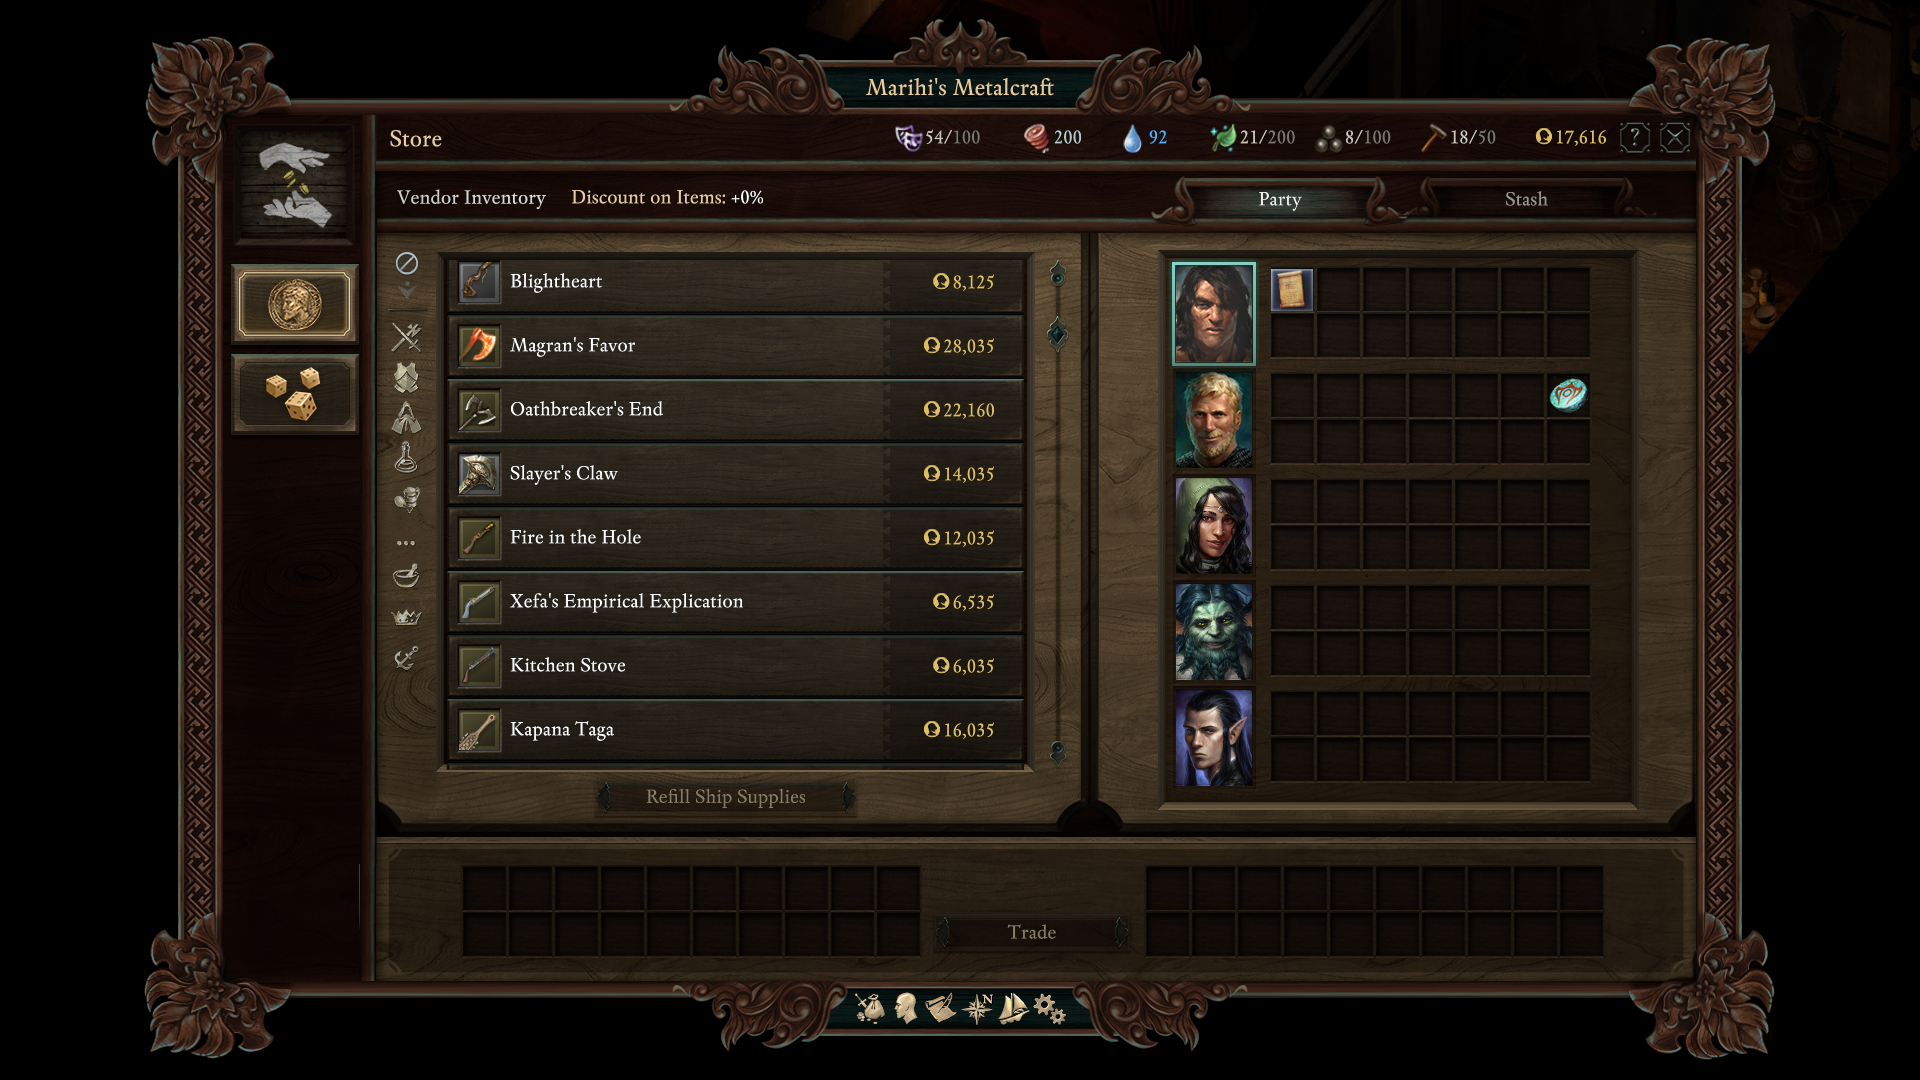 Marihi's Metalcraft
Store
54/100 200 92 21/200 8/100 18/50 17,616 ?
Vendor Inventory Discount on Items: +0%
Party Stash
Blightheart 8,125
Magran's Favor 28,035
Oathbreaker's End 22,160
Slayer's Claw 14,035
Fire in the Hole 12,035
Xefa's Empirical Explication 6,535
Kitchen Stove 6,035
Kapana Taga 16,035
Refill Ship Supplies
Trade
N